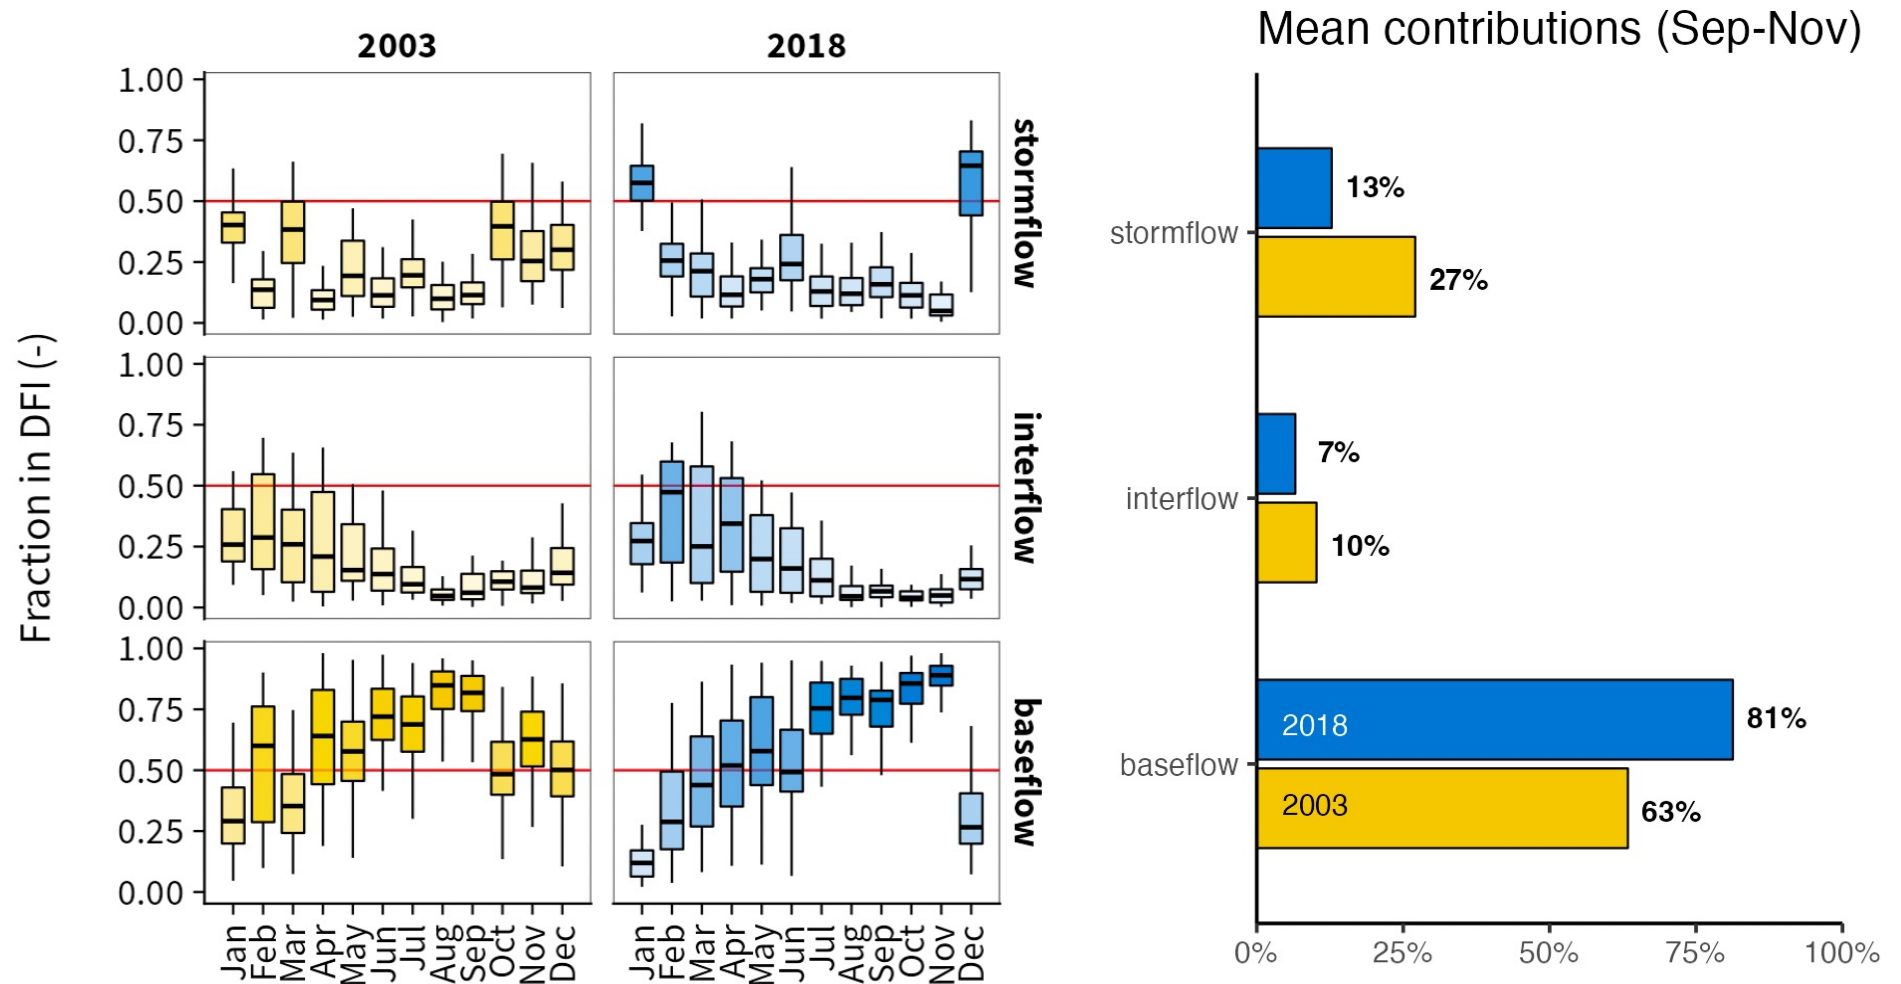 2003
2018
Fraction in DFI (-)
1.00
0.75
0.50
0.25
0.00
stormflow
1.00
0.75
0.50
0.25
0.00
interflow
1.00
0.75
0.50
0.25
0.00
baseflow
Jan Feb Mar Apr May Jun Jul Aug Sep Oct Nov Dec
Jan Feb Mar Apr May Jun Jul Aug Sep Oct Nov Dec
Mean contributions (Sep-Nov)
stormflow
13%
27%
interflow
7%
10%
baseflow
2018
81%
2003
63%
0% 25% 50% 75% 100%